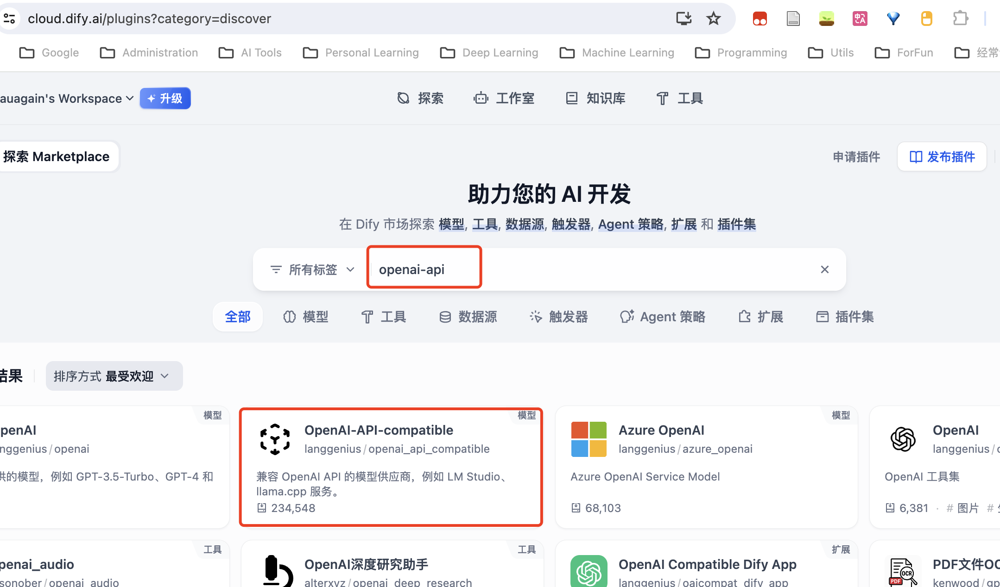 cloud.dify.ai/plugins?category=discover
Google Administration AI Tools Personal Learning Deep Learning Machine Learning Programming Utils ForFun 经常
auagain's Workspace 升级 探索 工作室 知识库 工具
探索 Marketplace 申请插件 发布插件
助力您的 AI 开发
在 Dify 市场探索 模型, 工具, 数据源, 触发器, Agent 策略, 扩展 和 插件集
所有标签 openai-api
全部 模型 工具 数据源 触发器 Agent 策略 扩展 插件集
结果 排序方式 最受欢迎
模型
penAI
nggenius/openai
供的模型，例如 GPT-3.5-Turbo、GPT-4 和
模型
OpenAI-API-compatible
langgenius/openai_api_compatible
兼容 OpenAI API 的模型供应商，例如 LM Studio、
llama.cpp 服务。
234,548
模型
Azure OpenAI
langgenius/azure_openai
Azure OpenAI Service Model
68,103
OpenAI
langgenius/
OpenAI 工具集
6,381 · # 图片 #
工具
penai_audio
sonober/openai_audio
工具
OpenAI深度研究助手
alterxyz/openai_deep_research
扩展
OpenAI Compatible Dify App
langgenius/oaicompat_dify_app
OCR
PDF
PDF文件OC
kenwood/gp